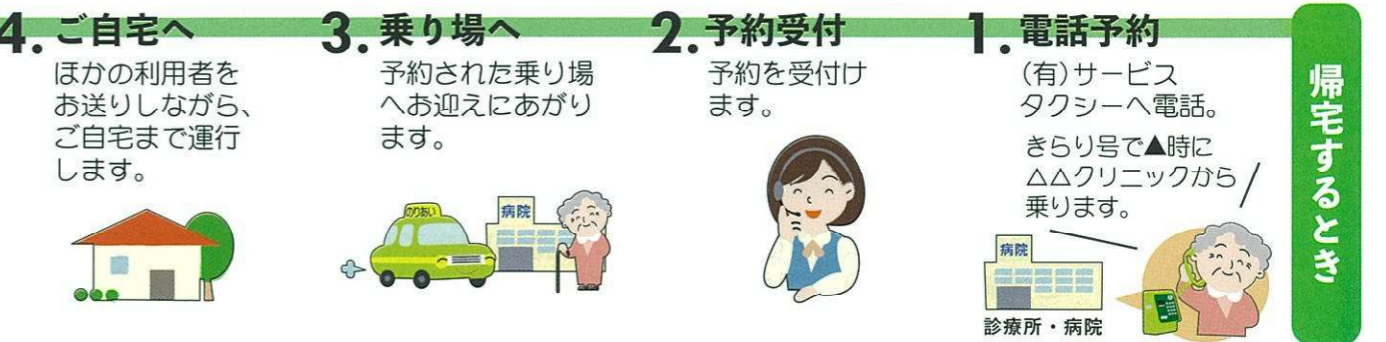 帰宅するとき
1. 電話予約
(有)サービス
タクシーへ電話。
きらり号で▲時に
△△クリニックから
乗ります。
病院
診療所・病院
2. 予約受付
予約を受付け
ます。
3. 乗り場へ
予約された乗り場
へお迎えにあがり
ます。
のりあい
病院
4. ご自宅へ
ほかの利用者を
お送りしながら、
ご自宅まで運行
します。